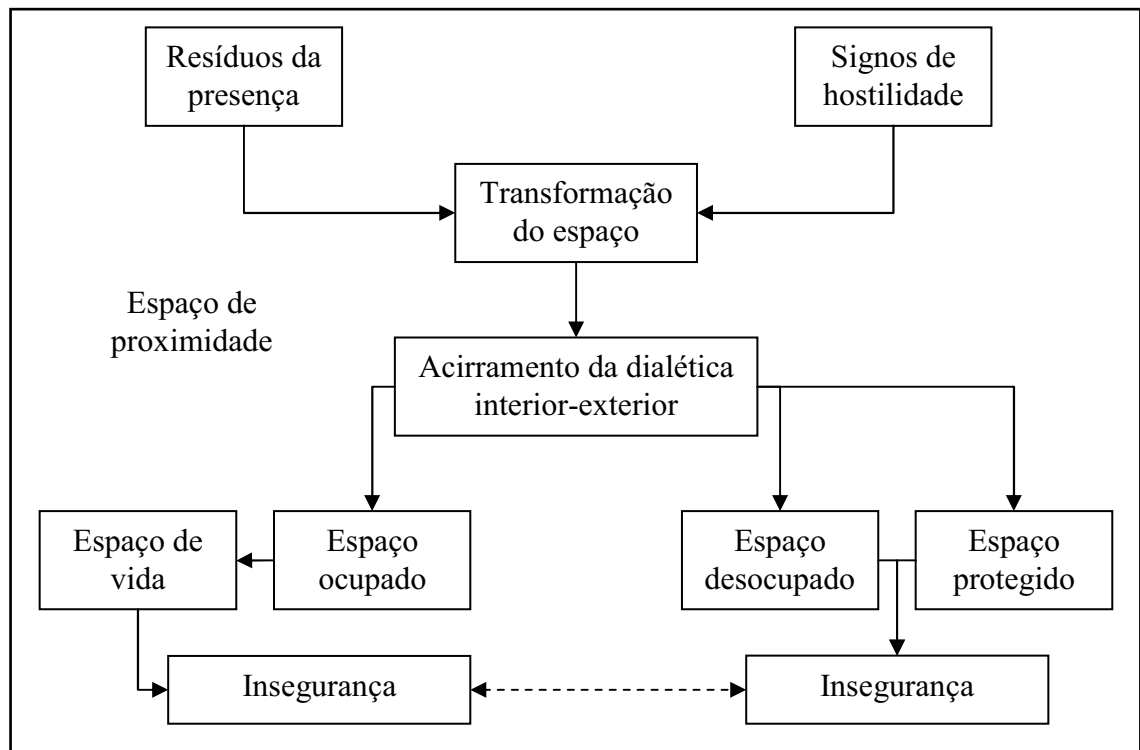 Resíduos da
presença
Signos de
hostilidade
Transformação
do espaço
Espaço de
proximidade
Acirramento da dialética
interior-exterior
Espaço de
vida
Espaço
ocupado
Espaço
desocupado
Espaço
protegido
Insegurança
Insegurança